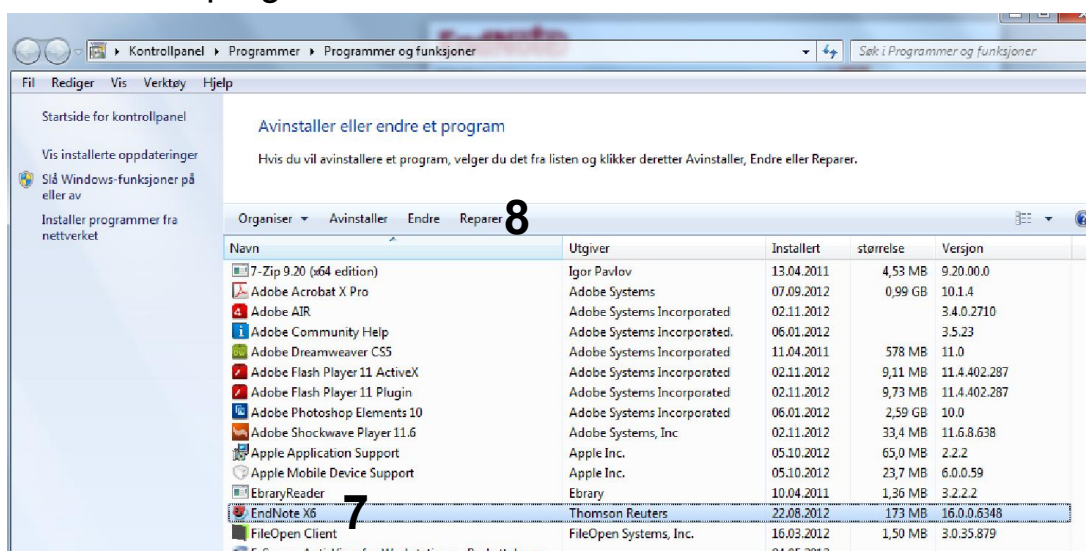 EndNote
Kontrollpanel Programmer Programmer og funksjoner Søk i Programmer og funksjoner
Fil Rediger Vis Verktøy Hjelp
Startside for kontrollpanel
Vis installerte oppdateringer
Slå Windows-funksjoner på
eller av
Installer programmer fra
nettverket
Avinstaller eller endre et program
Hvis du vil avinstallere et program, velger du det fra listen og klikker deretter Avinstaller, Endre eller Reparer.
Organiser Avinstaller Endre Reparer 8
Navn Utgiver Installert størrelse Versjon
7-Zip 9.20 (x64 edition) Igor Pavlov 13.04.2011 4,53 MB 9.20.00.0
Adobe Acrobat X Pro Adobe Systems 07.09.2012 0,99 GB 10.1.4
Adobe AIR Adobe Systems Incorporated 02.11.2012 3.4.0.2710
Adobe Community Help Adobe Systems Incorporated. 06.01.2012 3.5.23
Adobe Dreamweaver CS5 Adobe Systems Incorporated 11.04.2011 578 MB 11.0
Adobe Flash Player 11 ActiveX Adobe Systems Incorporated 02.11.2012 9,11 MB 11.4.402.287
Adobe Flash Player 11 Plugin Adobe Systems Incorporated 02.11.2012 9,73 MB 11.4.402.287
Adobe Photoshop Elements 10 Adobe Systems Incorporated 06.01.2012 2,59 GB 10.0
Adobe Shockwave Player 11.6 Adobe Systems, Inc 02.11.2012 33,4 MB 11.6.8.638
Apple Application Support Apple Inc. 05.10.2012 65,0 MB 2.2.2
Apple Mobile Device Support Apple Inc. 05.10.2012 23,7 MB 6.0.0.59
EbraryReader Ebrary 10.04.2011 1,36 MB 3.2.2.2
EndNote X6 7 Thomson Reuters 22.08.2012 173 MB 16.0.0.6348
FileOpen Client FileOpen Systems, Inc. 16.03.2012 1,50 MB 3.0.35.879